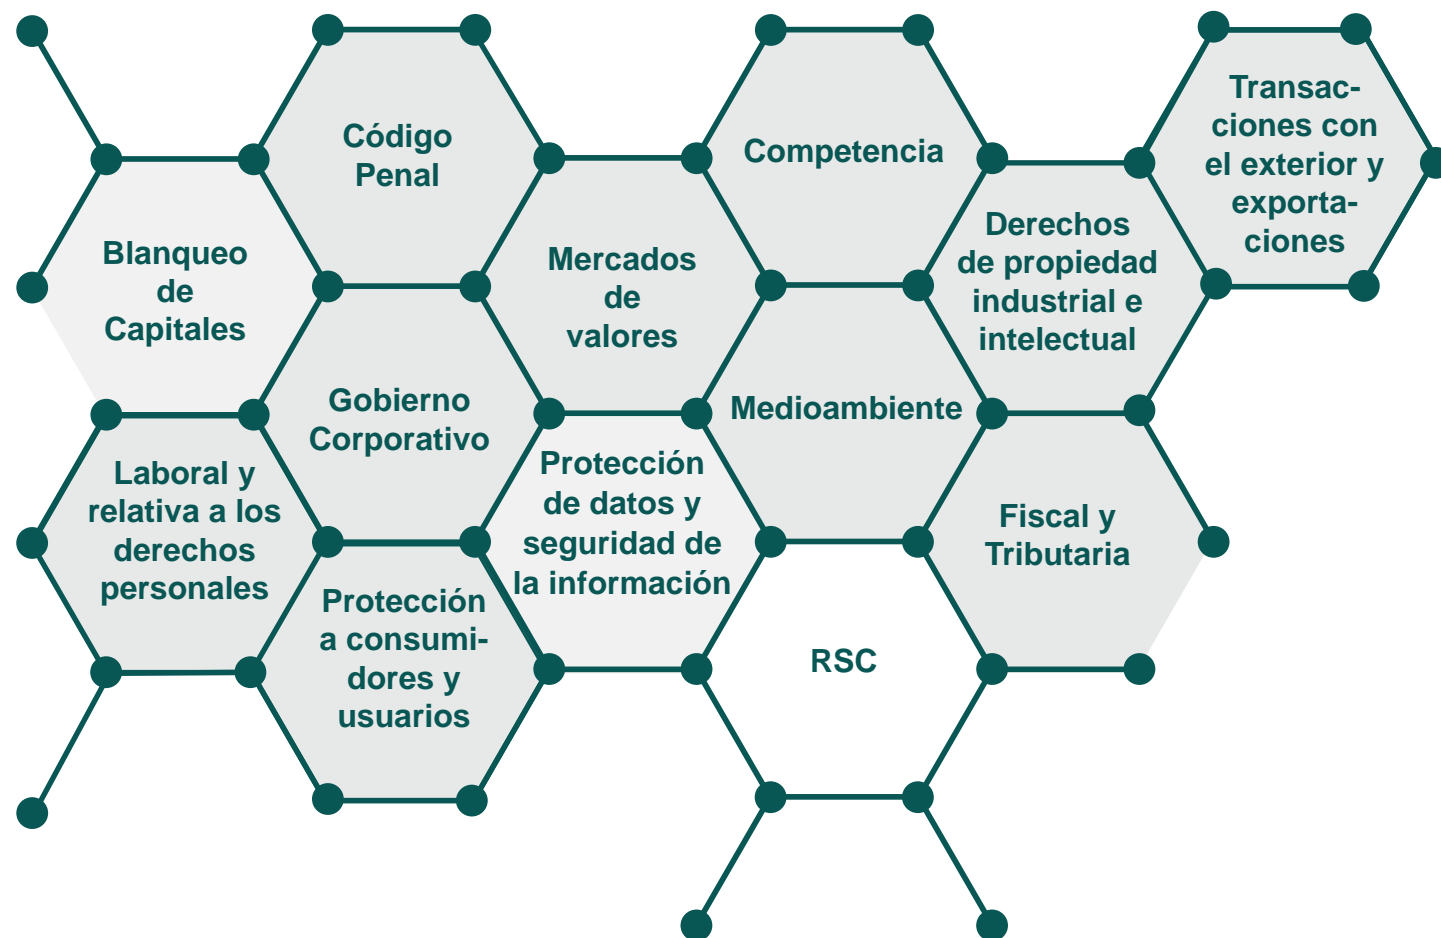 Código
Penal
Competencia
Transac-
ciones con
el exterior y
exporta-
ciones
Blanqueo
de
Capitales
Mercados
de
valores
Derechos
de propiedad
industrial e
intelectual
Gobierno
Corporativo
Medioambiente
Laboral y
relativa a los
derechos
personales
Protección
de datos y
seguridad de
la información
Fiscal y
Tributaria
Protección
a consumi-
dores y
usuarios
RSC